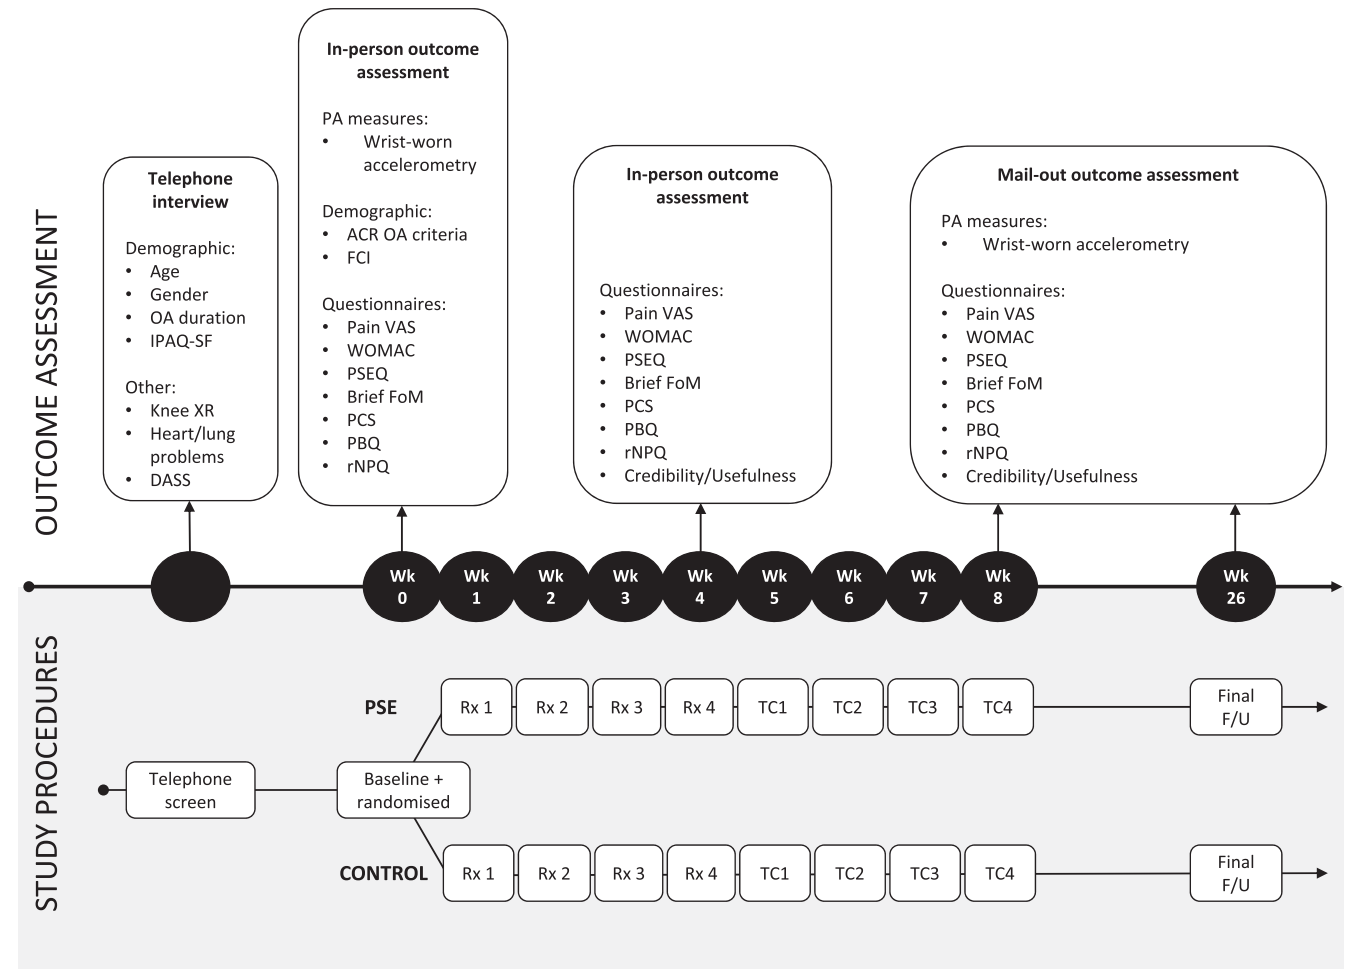 OUTCOME ASSESSMENT
Telephone
interview
Demographic:
• Age
• Gender
• OA duration
• IPAQ-SF
Other:
• Knee XR
• Heart/lung
problems
• DASS
In-person outcome
assessment
PA measures:
• Wrist-worn
accelerometry
Demographic:
• ACR OA criteria
• FCI
Questionnaires:
• Pain VAS
• WOMAC
• PSEQ
• Brief FoM
• PCS
• PBQ
• rNPQ
In-person outcome
assessment
Questionnaires:
• Pain VAS
• WOMAC
• PSEQ
• Brief FoM
• PCS
• PBQ
• rNPQ
• Credibility/Usefulness
Mail-out outcome assessment
PA measures:
• Wrist-worn accelerometry
Questionnaires:
• Pain VAS
• WOMAC
• PSEQ
• Brief FoM
• PCS
• PBQ
• rNPQ
• Credibility/Usefulness
Wk
0
Wk
1
Wk
2
Wk
3
Wk
4
Wk
5
Wk
6
Wk
7
Wk
8
Wk
26
STUDY PROCEDURES
Telephone
screen
Baseline +
randomised
PSE
Rx 1
Rx 2
Rx 3
Rx 4
TC1
TC2
TC3
TC4
Final
F/U
CONTROL
Rx 1
Rx 2
Rx 3
Rx 4
TC1
TC2
TC3
TC4
Final
F/U